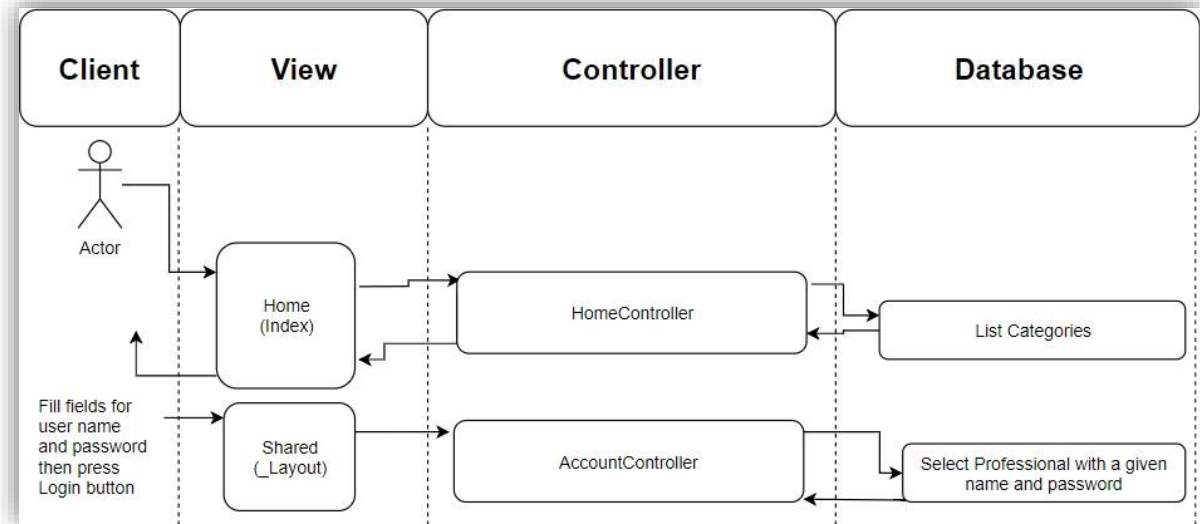 Client
View
Controller
Database
Actor
Home
(Index)
HomeController
List Categories
Fill fields for
user name
and password
then press
Login button
Shared
(_Layout)
AccountController
Select Professional with a given
name and password